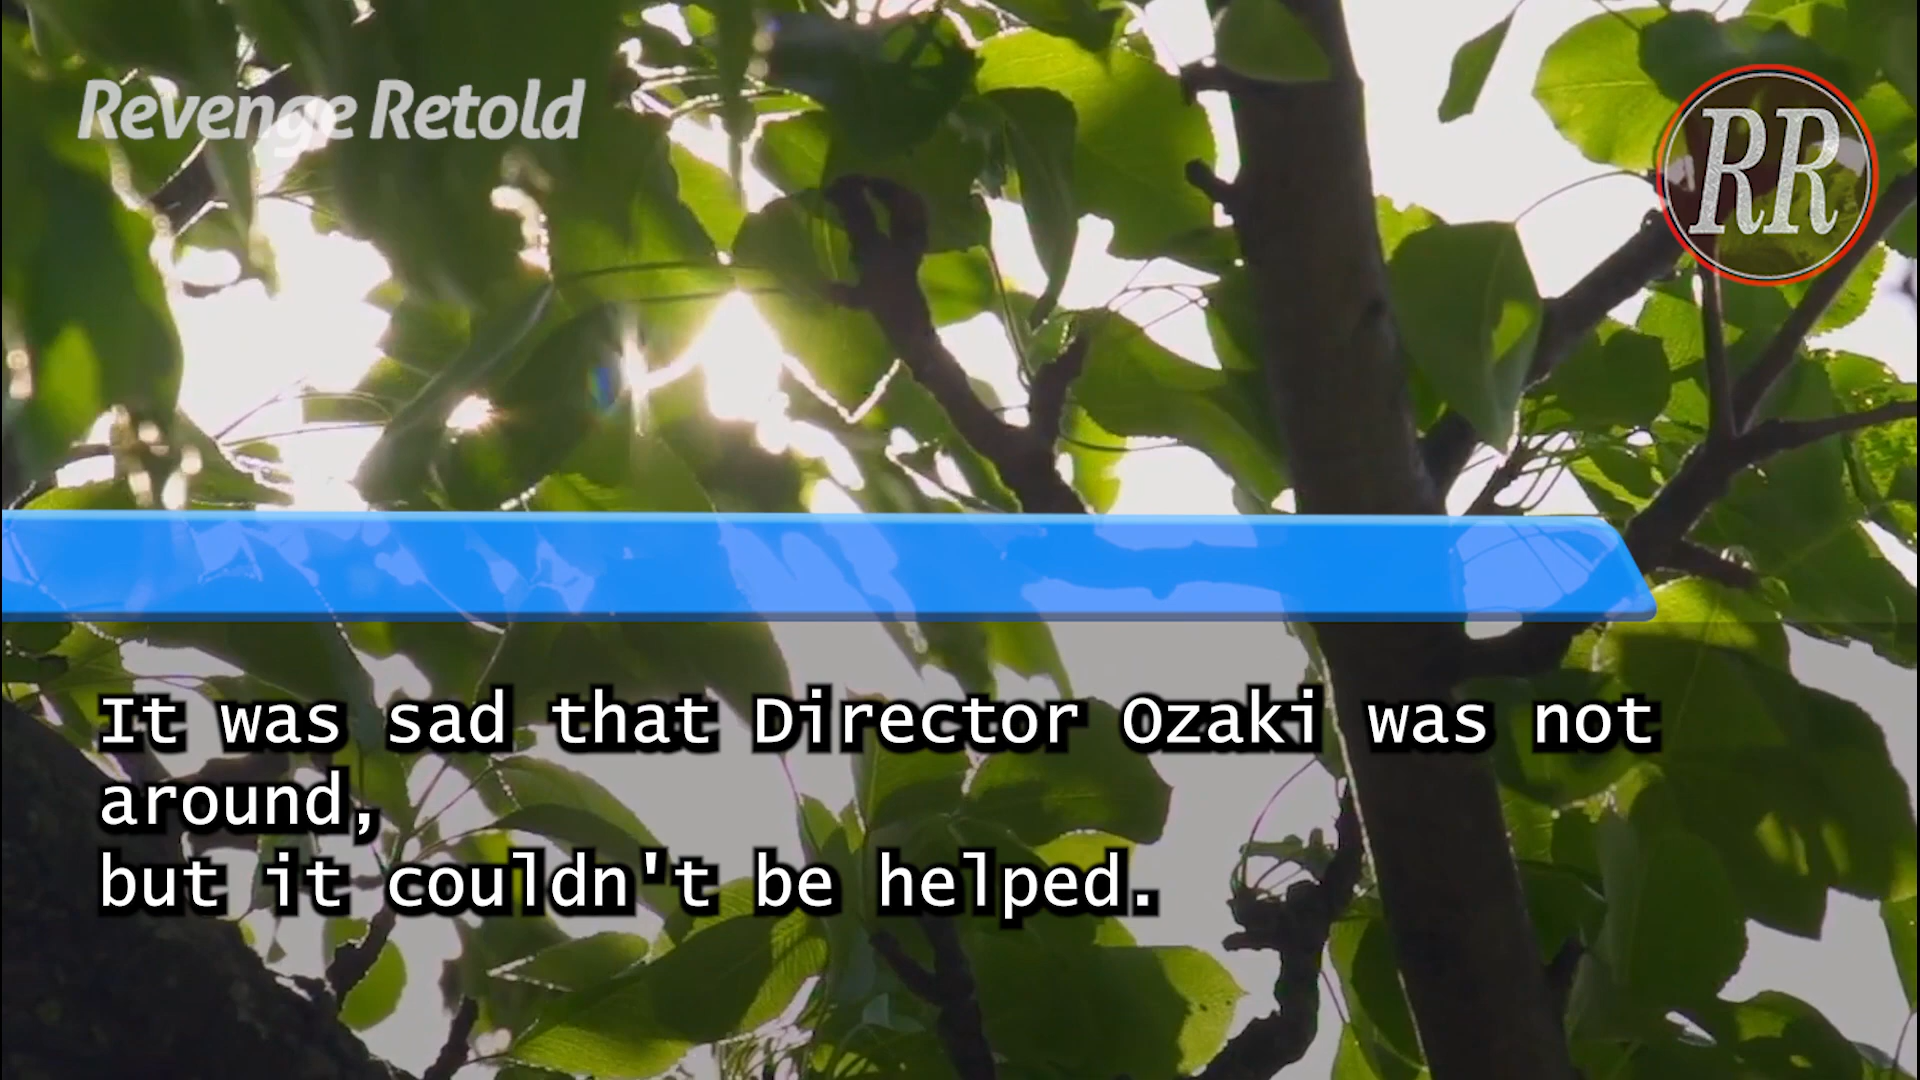 Revenge Retold
RR
It was sad that Director Ozaki was not
around,
but it couldn't be helped.